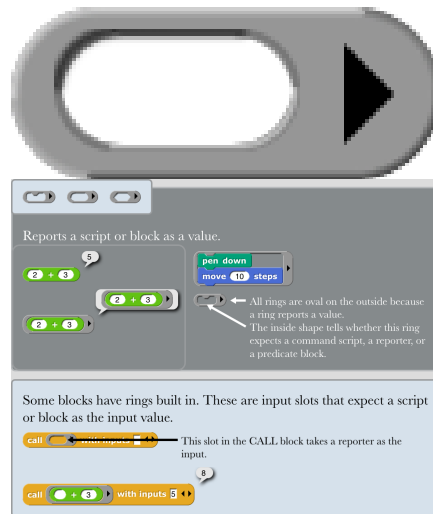 Reports a script or block as a value.
5
2 + 3
2 + 3
2 + 3
pen down
move 10 steps
All rings are oval on the outside because
a ring reports a value.
The inside shape tells whether this ring
expects a command script, a reporter, or
a predicate block.
Some blocks have rings built in. These are input slots that expect a script
or block as the input value.
call with inputs
This slot in the CALL block takes a reporter as the
input.
8
call + 3 with inputs 5